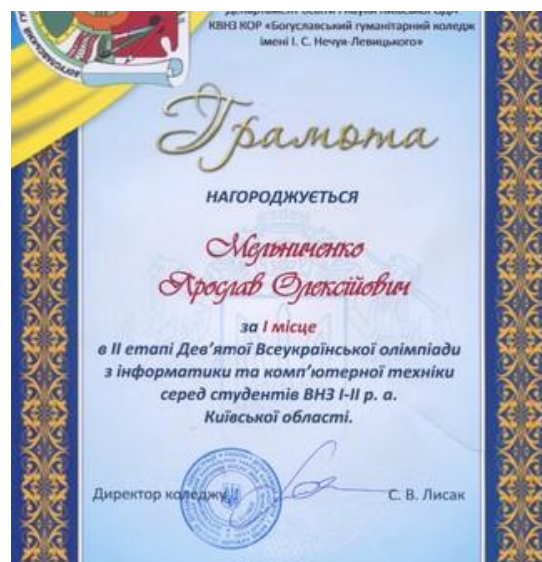 КВНЗ КОР «Богуславський гуманітарний коледж
імені І. С. Нечуя-Левицького»
Грамота
НАГОРОДЖУЄТЬСЯ
Мельниченко
Ярослав Олексійович
за І місце
в ІІ етапі Дев’ятої Всеукраїнської олімпіади
з інформатики та комп’ютерної техніки
серед студентів ВНЗ І-ІІ р. а.
Київської області.
Директор коледжу С. В. Лисак